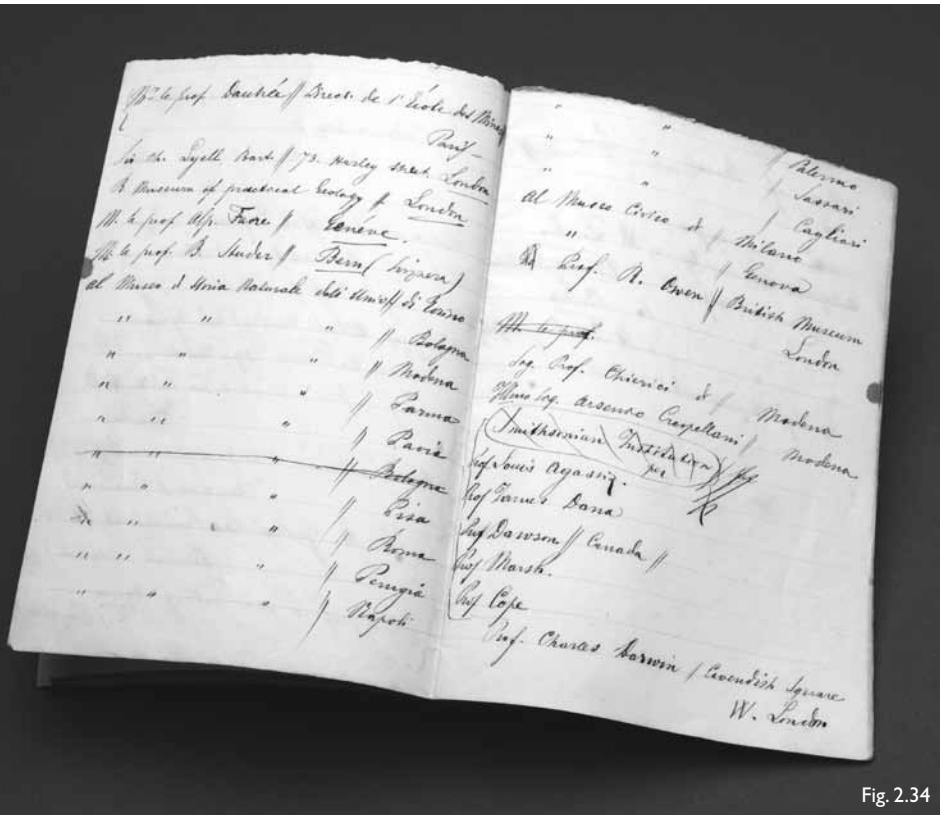 Mr le prof. Daubrée // Direct. de l'École des Mines
Paris
Sir Ch. Lyell, Bart. // 73. Harley street London
R. Museum of practical Geology // London
M. le prof Alp. Favre // Genève.
M. le prof. B. Studer // Bern (Svizzera)
Al Museo d Storia Naturale dell' Univ. // di Torino
" " " // Bologna
" " " // Modena
" " " // Parma
" " " // Pavia
" " " // Bologna
" " " // Pisa
" " " // Roma
" " " // Perugia
" " " / Napoli
" " / Palermo
" " / Sassari
" " / Cagliari
Al Museo Civico di / Milano
" // Genova
Prof. R. Owen // British Museum
London
M. le prof.
Sig. Prof. Chierici di / Modena
Illmo Sig. Arsenio Crespellani / Modena
Smithsonian Institution per
Prof Louis Agassiz.
Prof James Dana
Prof Dawson // Canada //
Prof Marsh.
Prof Cope
Prof. Charles Darwin / Cavendish Square
W. London
Fig. 2.34